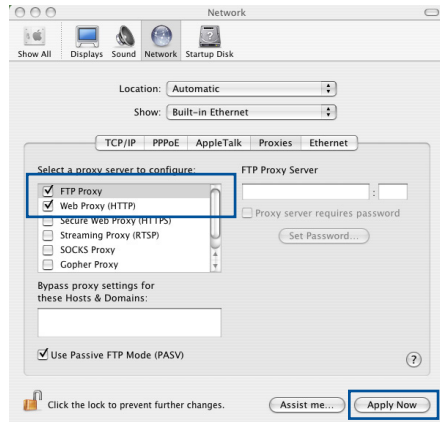 Network
Show All Displays Sound Network Startup Disk
Location: Automatic
Show: Built-in Ethernet
TCP/IP PPPoE AppleTalk Proxies Ethernet
Select a proxy server to configure: FTP Proxy Server
FTP Proxy
Web Proxy (HTTP) :
Secure Web Proxy (HTTPS) Proxy server requires password
Streaming Proxy (RTSP) Set Password...
SOCKS Proxy
Gopher Proxy
Bypass proxy settings for
these Hosts & Domains:
Use Passive FTP Mode (PASV) ?
Click the lock to prevent further changes. Assist me... Apply Now